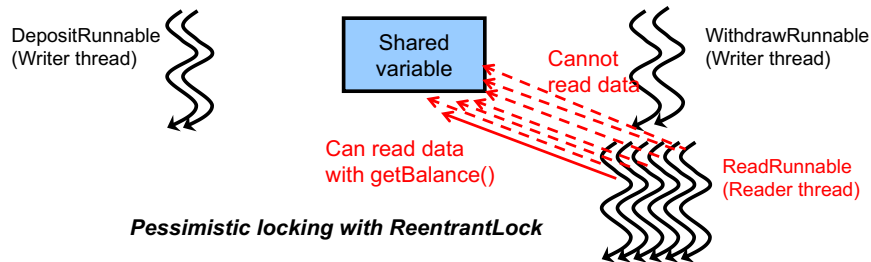 DepositRunnable
(Writer thread)
Shared
variable
Cannot
read data
WithdrawRunnable
(Writer thread)
Can read data
with getBalance()
ReadRunnable
(Reader thread)
Pessimistic locking with ReentrantLock